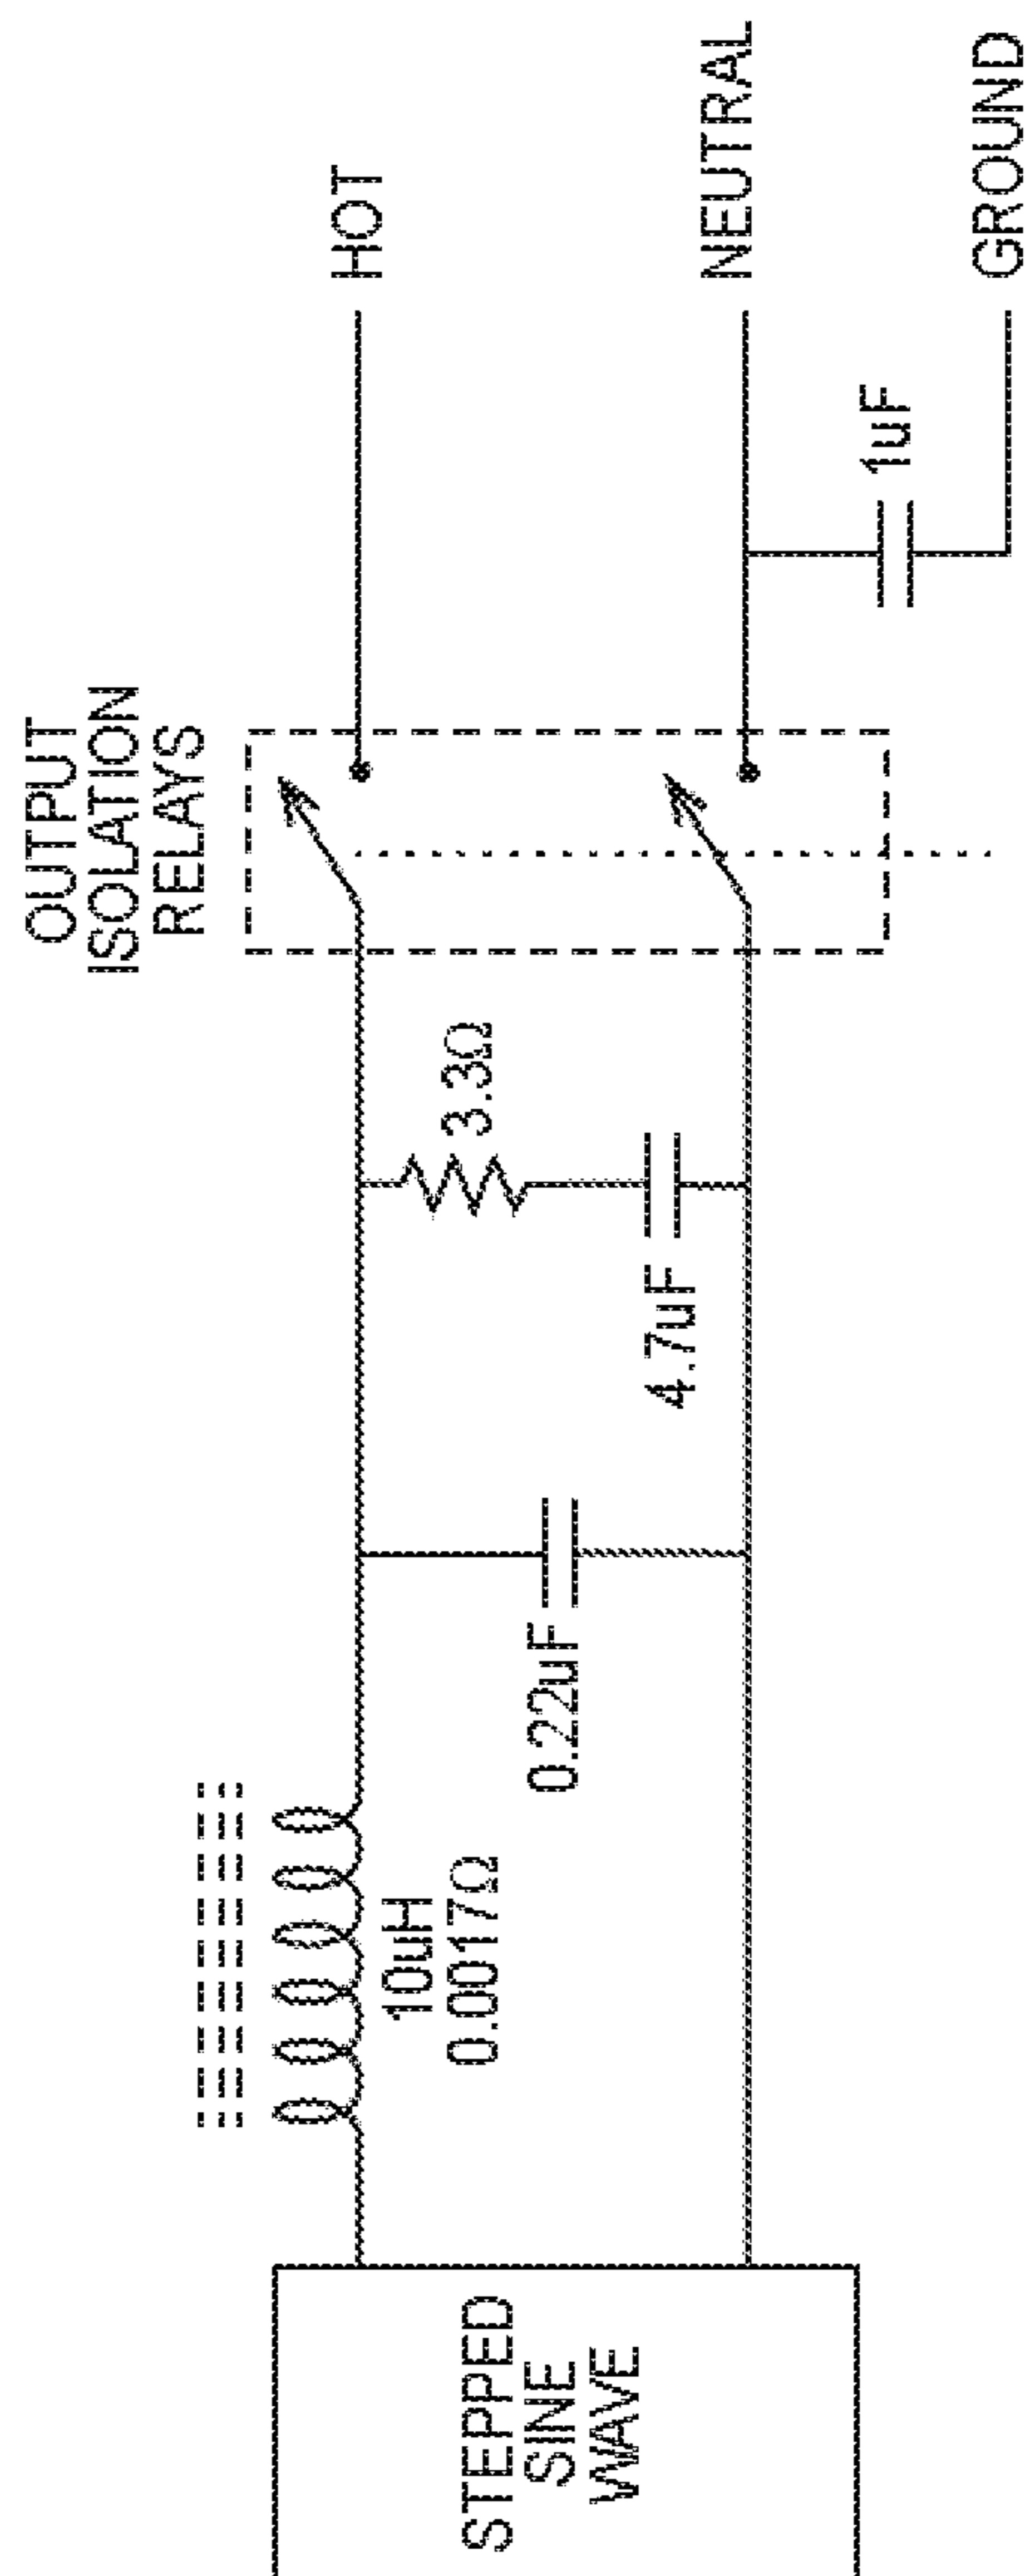 STEPPED
SINE
WAVE
10uH
0.0017Ω
0.22uF
4.7uF
3.3Ω
OUTPUT
ISOLATION
RELAYS
HOT
NEUTRAL
1uF
GROUND